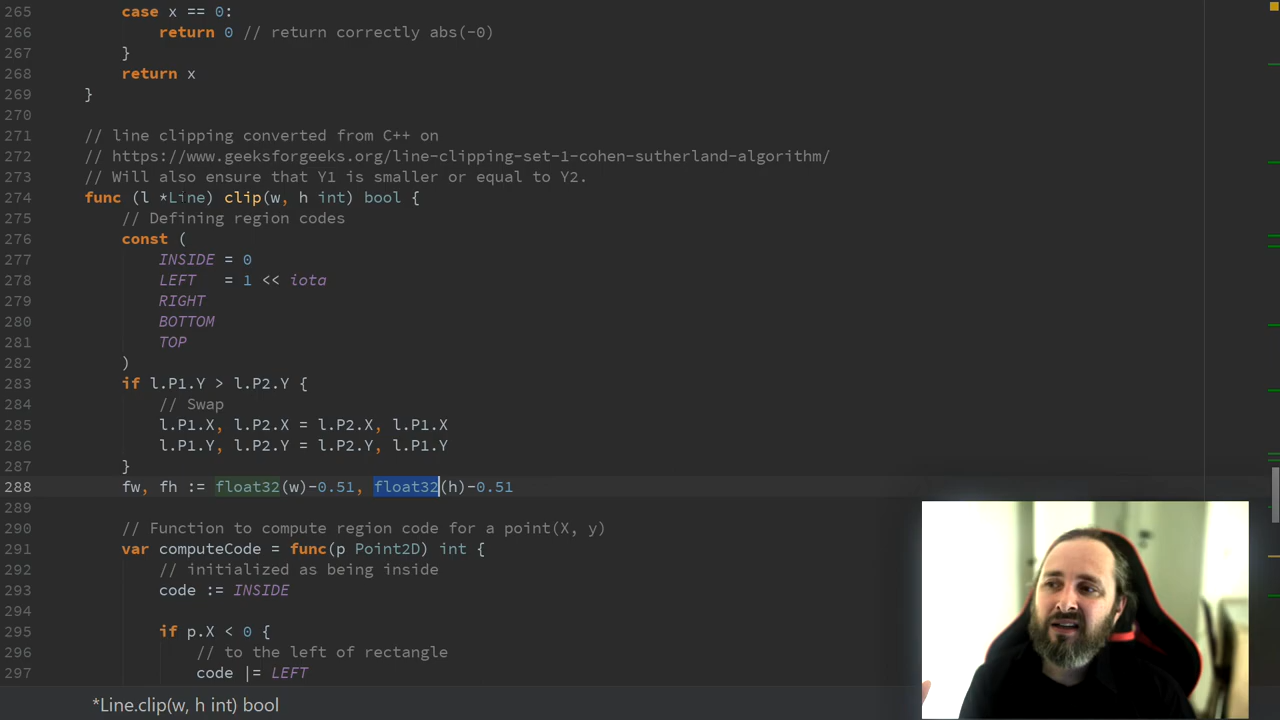 265 case x == 0:
266 return 0 // return correctly abs(-0)
267 }
268 return x
269 }
270
271 // line clipping converted from C++ on
272 // https://www.geeksforgeeks.org/line-clipping-set-1-cohen-sutherland-algorithm/
273 // Will also ensure that Y1 is smaller or equal to Y2.
274 func (l *Line) clip(w, h int) bool {
275 // Defining region codes
276 const (
277 INSIDE = 0
278 LEFT = 1 << iota
279 RIGHT
280 BOTTOM
281 TOP
282 )
283 if l.P1.Y > l.P2.Y {
284 // Swap
285 l.P1.X, l.P2.X = l.P2.X, l.P1.X
286 l.P1.Y, l.P2.Y = l.P2.Y, l.P1.Y
287 }
288 fw, fh := float32(w)-0.51, float32(h)-0.51
289
290 // Function to compute region code for a point(X, y)
291 var computeCode = func(p Point2D) int {
292 // initialized as being inside
293 code := INSIDE
294
295 if p.X < 0 {
296 // to the left of rectangle
297 code |= LEFT
*Line.clip(w, h int) bool